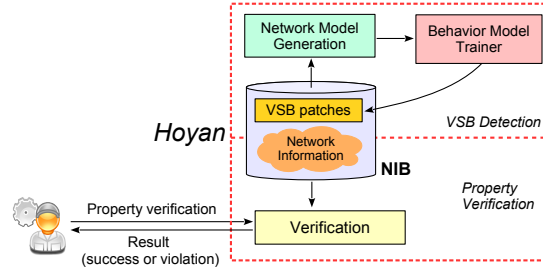 Network Model
Generation
Behavior Model
Trainer
VSB patches
VSB Detection
Hoyan
Network
Information
NIB
Property
Verification
Property verification
Verification
Result
(success or violation)